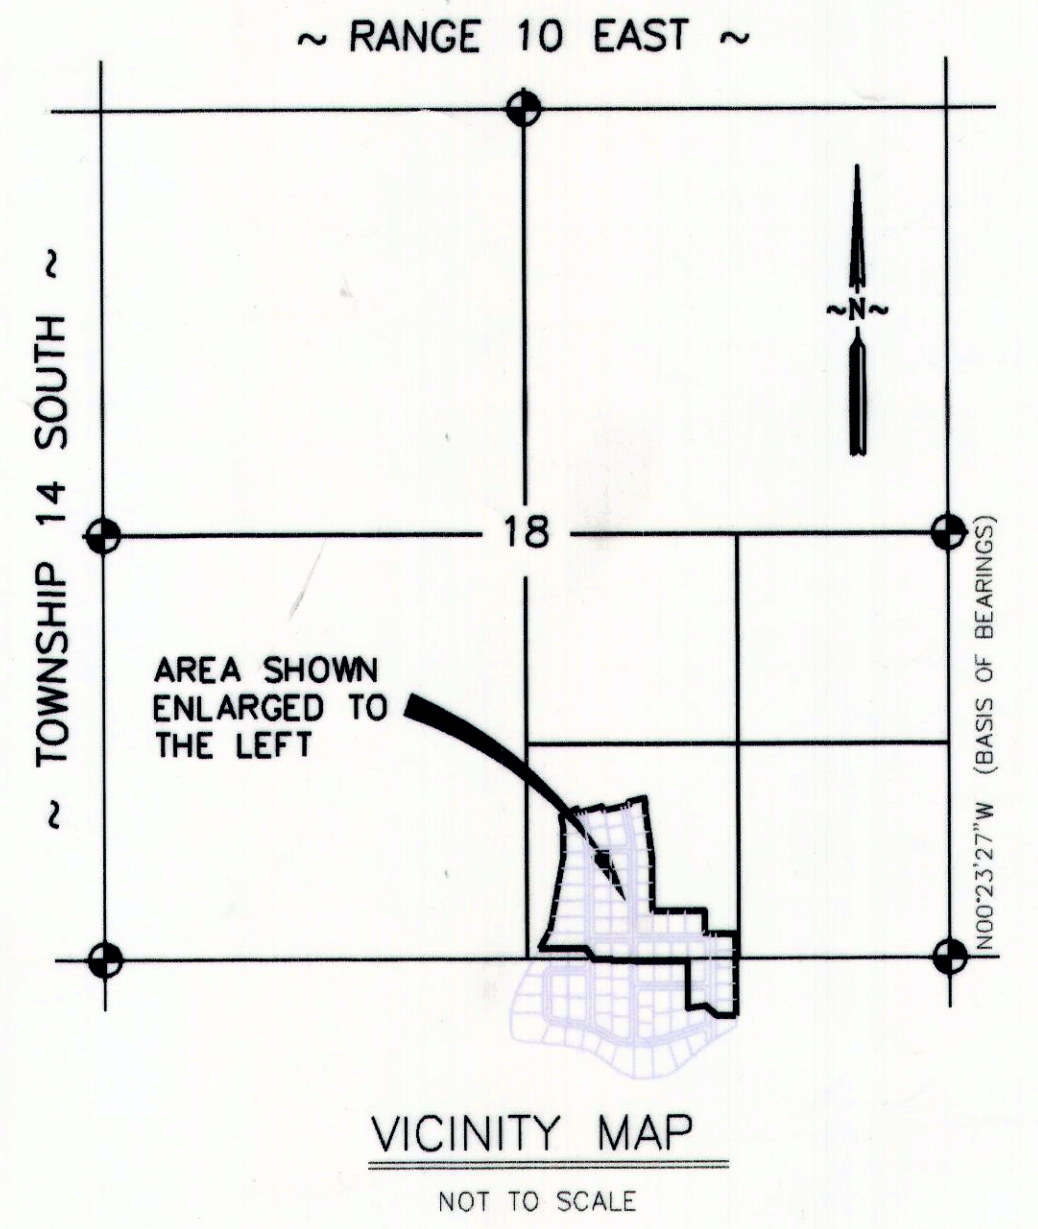 ~ RANGE 10 EAST ~
~ TOWNSHIP 14 SOUTH ~
~N~
18
AREA SHOWN
ENLARGED TO
THE LEFT
N00°23'27"W (BASIS OF BEARINGS)
VICINITY MAP
NOT TO SCALE